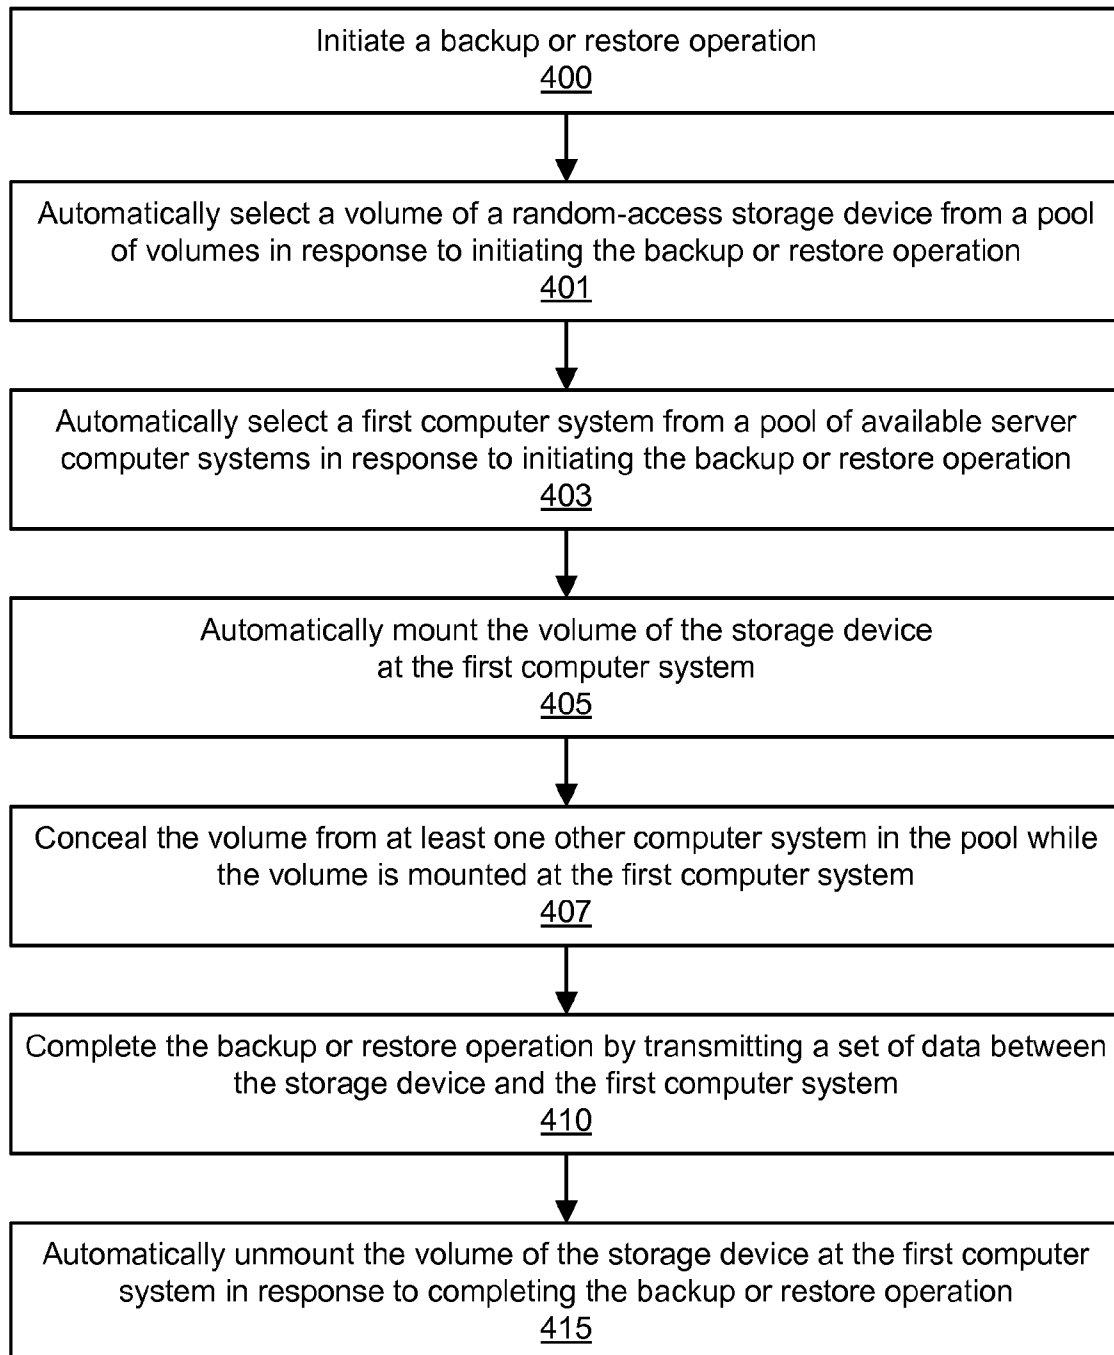 Initiate a backup or restore operation
400
Automatically select a volume of a random-access storage device from a pool
of volumes in response to initiating the backup or restore operation
401
Automatically select a first computer system from a pool of available server
computer systems in response to initiating the backup or restore operation
403
Automatically mount the volume of the storage device
at the first computer system
405
Conceal the volume from at least one other computer system in the pool while
the volume is mounted at the first computer system
407
Complete the backup or restore operation by transmitting a set of data between
the storage device and the first computer system
410
Automatically unmount the volume of the storage device at the first computer
system in response to completing the backup or restore operation
415